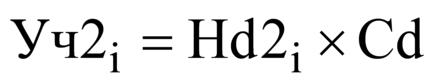 Уч2i = Hd2i × Cd